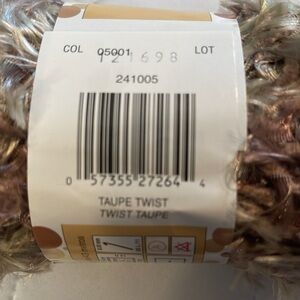 COL 05001 LOT
121698
241005
0 57355 27264 4
TAUPE TWIST
TWIST TAUPE